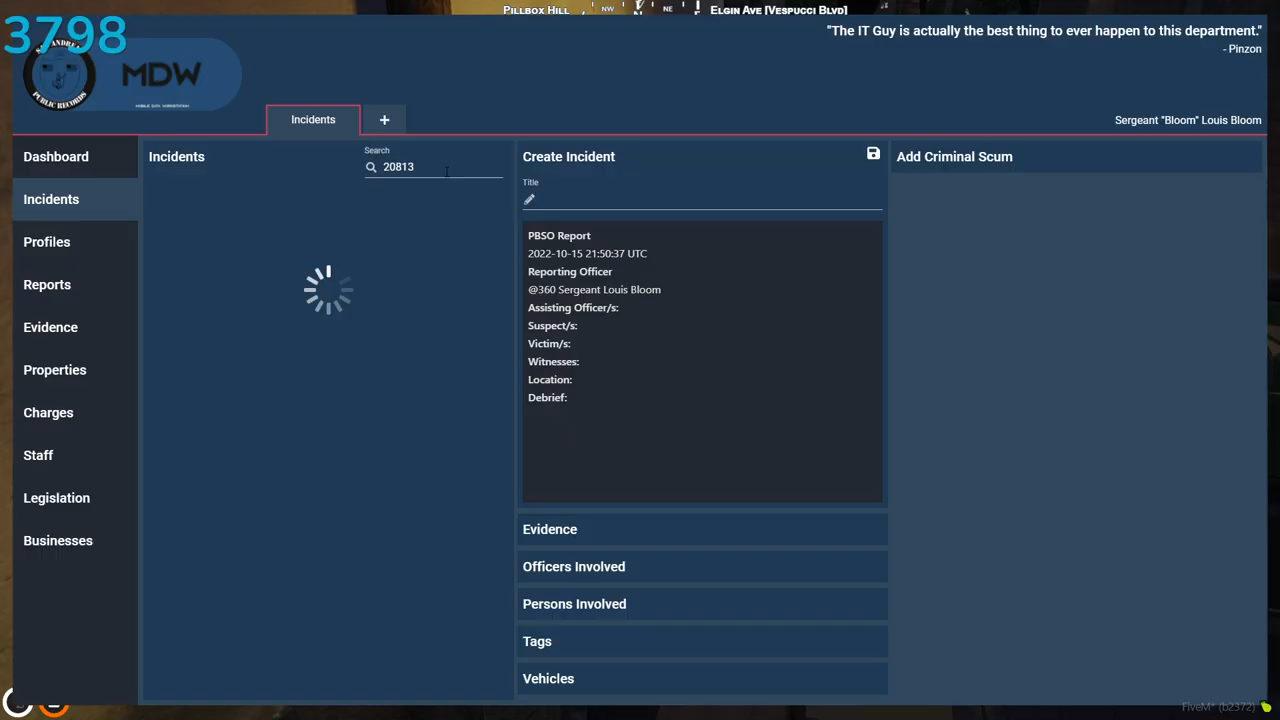 Pillbox Hill
NW
NE
Elgin Ave [Vespucci Blvd]
3798
"The IT Guy is actually the best thing to ever happen to this department."
- Pinzon
PUBLIC RECORDS
MDW
Incidents
+
Sergeant "Bloom" Louis Bloom
Dashboard
Incidents
Profiles
Reports
Evidence
Properties
Charges
Staff
Legislation
Businesses
Incidents
Search
20813
Create Incident
Title
PBSO Report
2022-10-15 21:50:37 UTC
Reporting Officer
@360 Sergeant Louis Bloom
Assisting Officer/s:
Suspect/s:
Victim/s:
Witnesses:
Location:
Debrief:
Evidence
Officers Involved
Persons Involved
Tags
Vehicles
Add Criminal Scum
FiveM* (b2372)